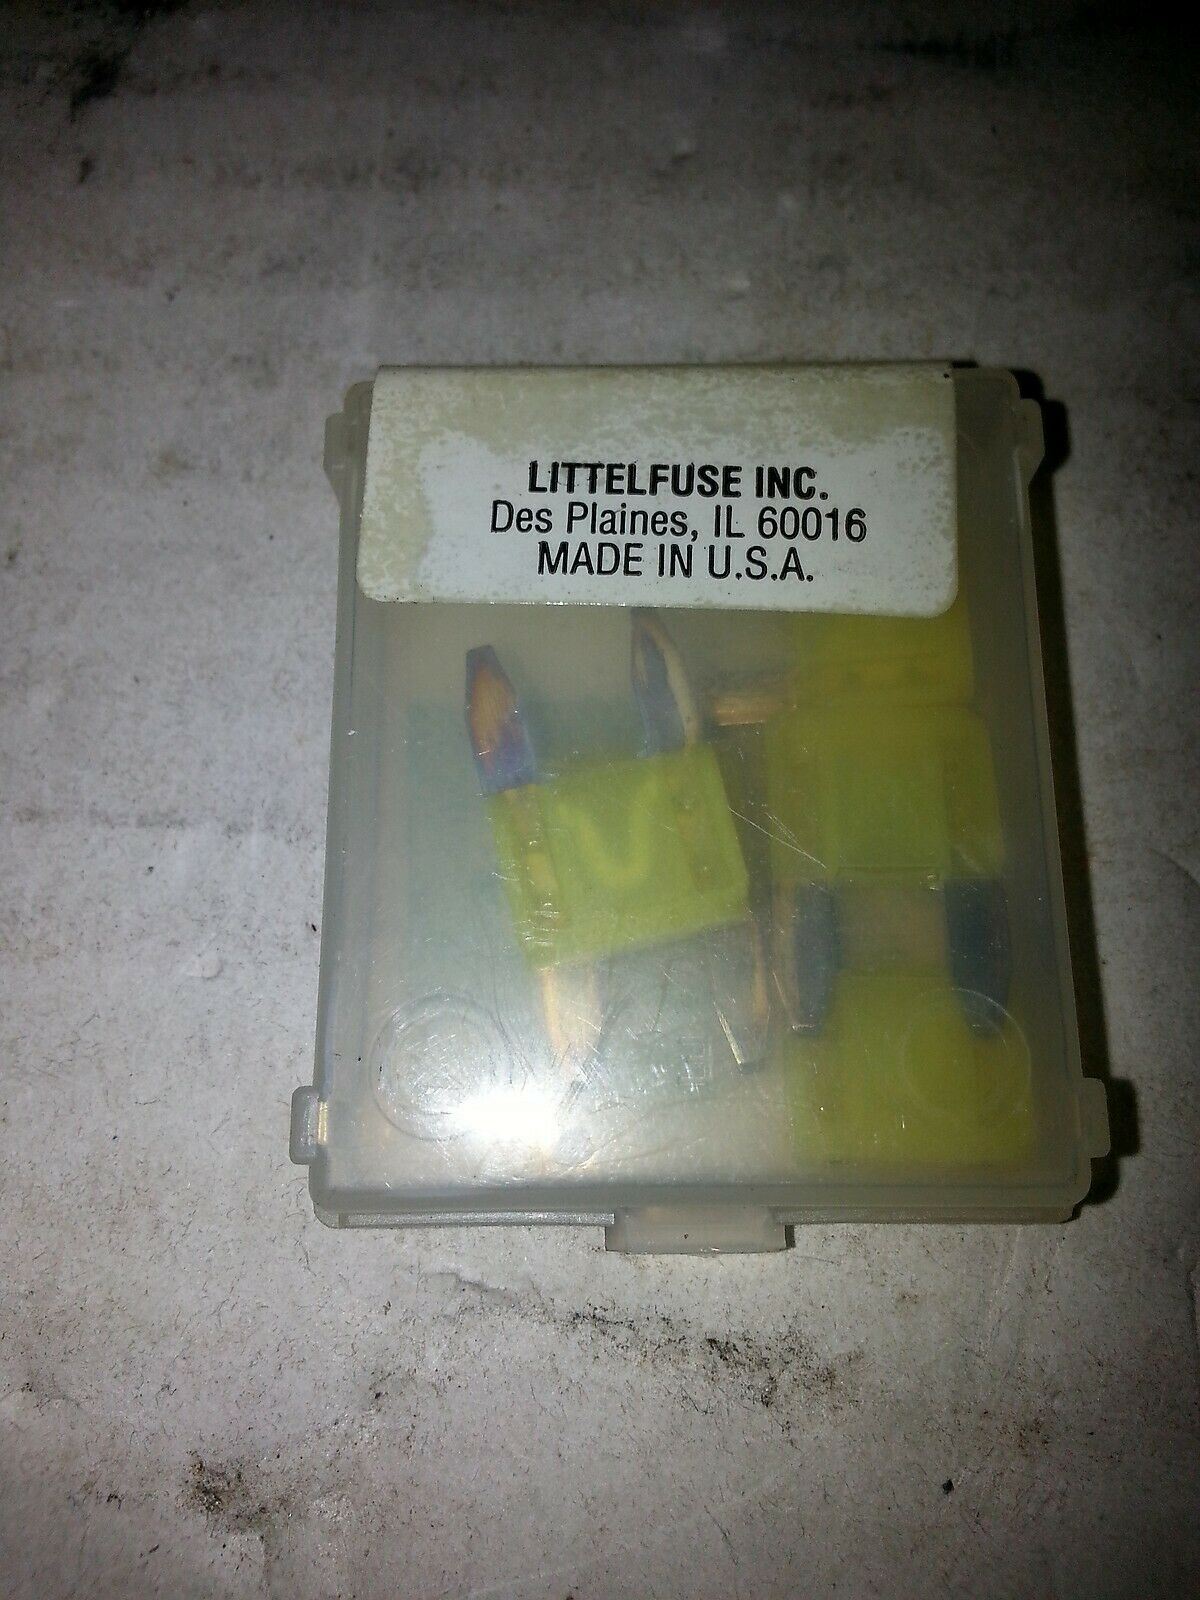 LITTELFUSE INC.
Des Plaines, IL 60016
MADE IN U.S.A.